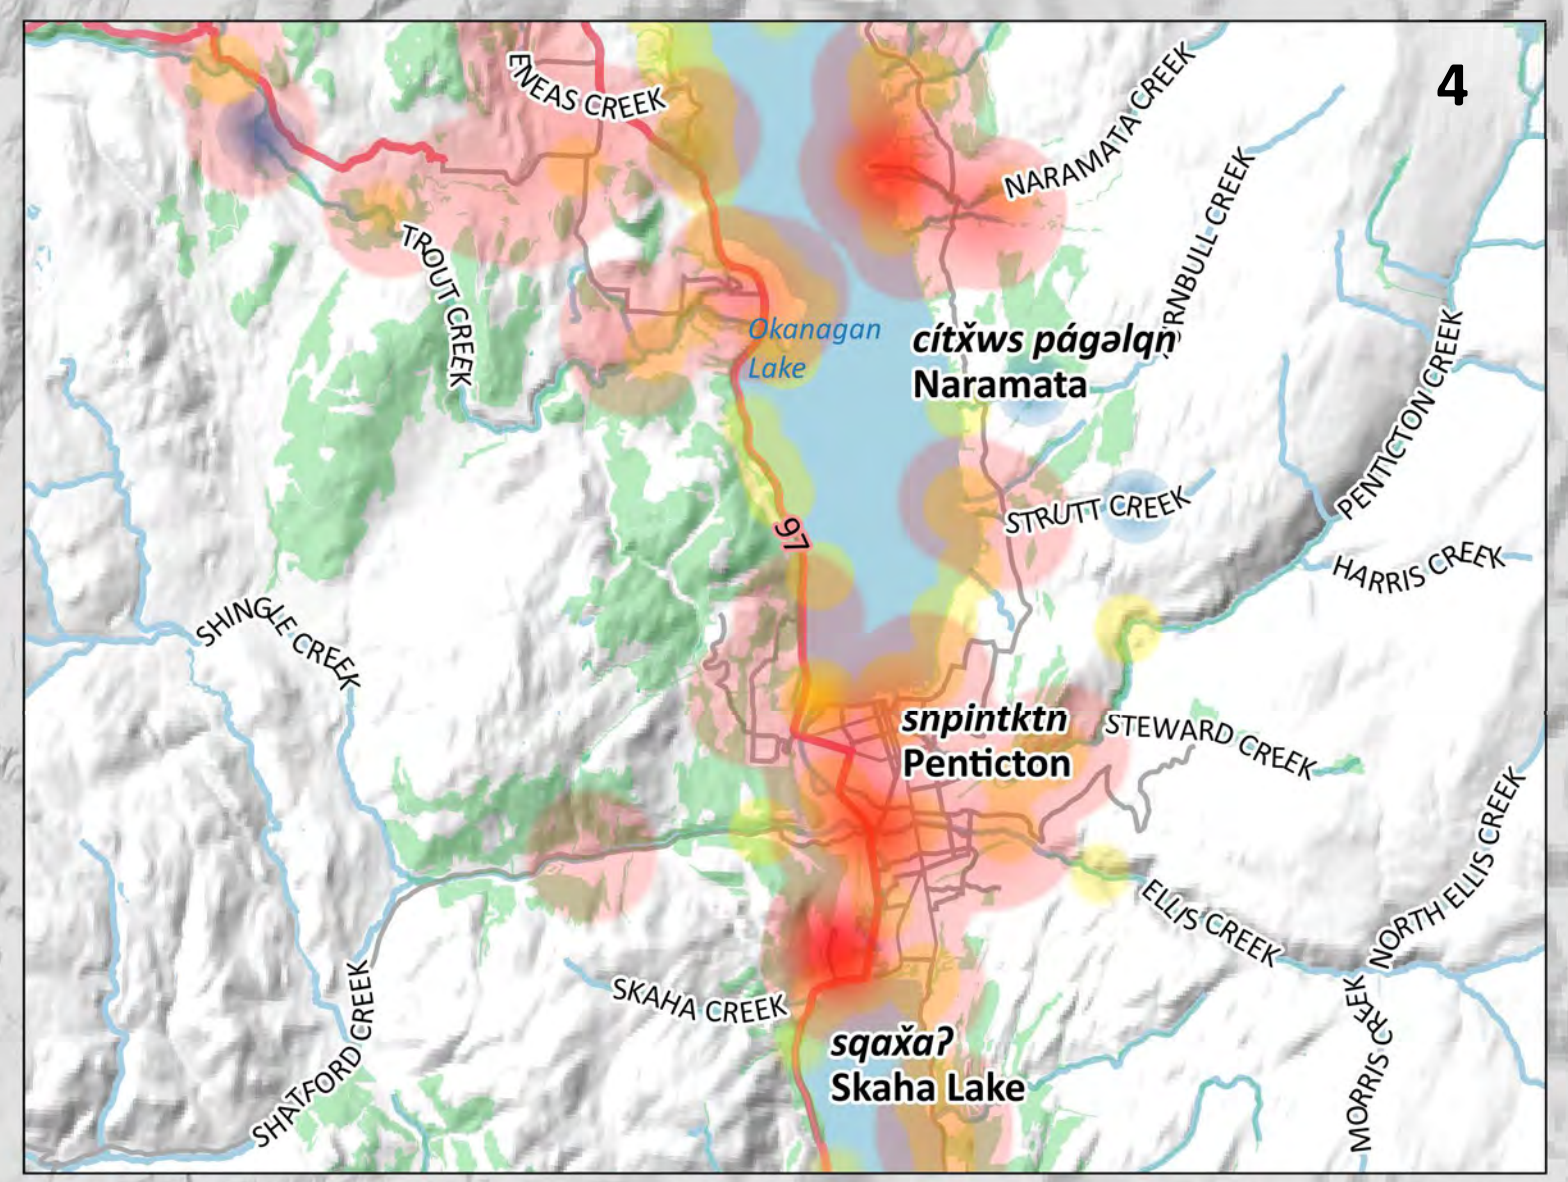 4
ENEAS CREEK
NARAMATA CREEK
TROUT CREEK
Okanagan
Lake
cítx̌ws págəlqn
Naramata
PENTICTON CREEK
97
STRUTT CREEK
HARRIS CREEK
SHINGLE CREEK
snpintktn
Penticton
STEWARD CREEK
ELLIS CREEK
NORTH ELLIS CREEK
SKAHA CREEK
SHATFORD CREEK
MORRIS CREEK
sqax̌aʔ
Skaha Lake